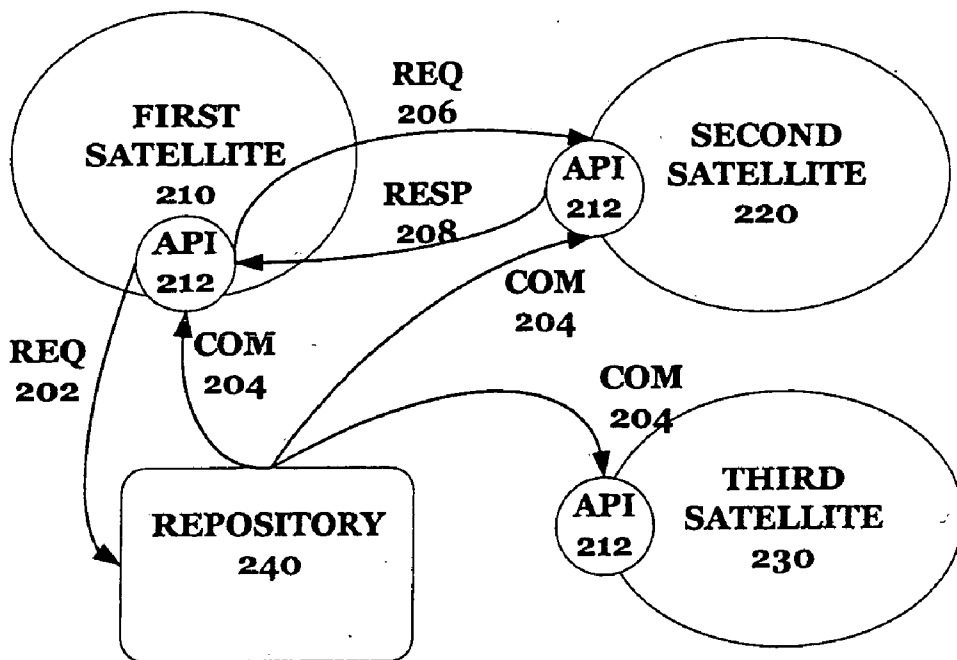 REQ
206
FIRST
SATELLITE
210
SECOND
SATELLITE
220
API
212
RESP
208
API
212
COM
204
REQ
202
COM
204
COM
204
REPOSITORY
240
API
212
THIRD
SATELLITE
230